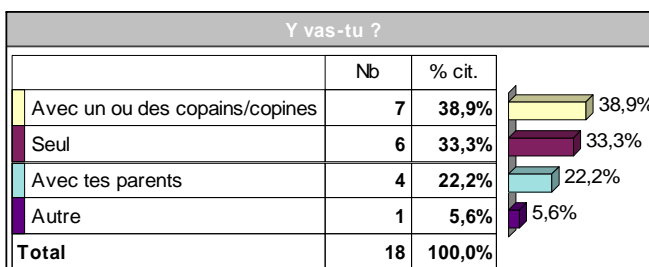 Y vas-tu ?
Nb % cit.
Avec un ou des copains/copines 7 38,9% 38,9%
Seul 6 33,3% 33,3%
Avec tes parents 4 22,2% 22,2%
Autre 1 5,6% 5,6%
Total 18 100,0%